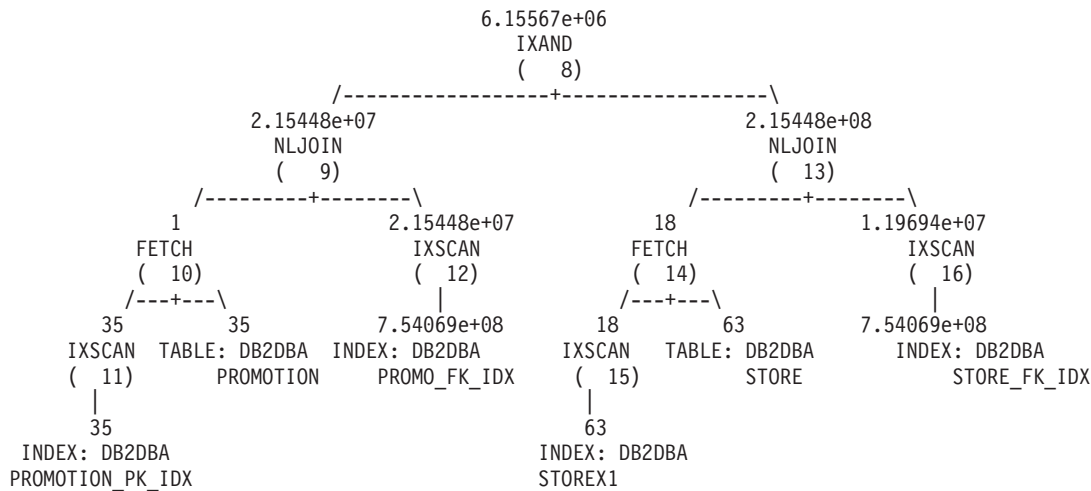 6.15567e+06
IXAND
( 8)
/------------------+------------------\
2.15448e+07 2.15448e+08
NLJOIN NLJOIN
( 9) ( 13)
/---------+--------\ /---------+--------\
1 2.15448e+07 18 1.19694e+07
FETCH IXSCAN FETCH IXSCAN
( 10) ( 12) ( 14) ( 16)
/---+---\ | /---+---\ |
35 35 7.54069e+08 18 63 7.54069e+08
IXSCAN TABLE: DB2DBA INDEX: DB2DBA IXSCAN TABLE: DB2DBA INDEX: DB2DBA
( 11) PROMOTION PROMO_FK_IDX ( 15) STORE STORE_FK_IDX
| |
35 63
INDEX: DB2DBA INDEX: DB2DBA
PROMOTION_PK_IDX STOREX1